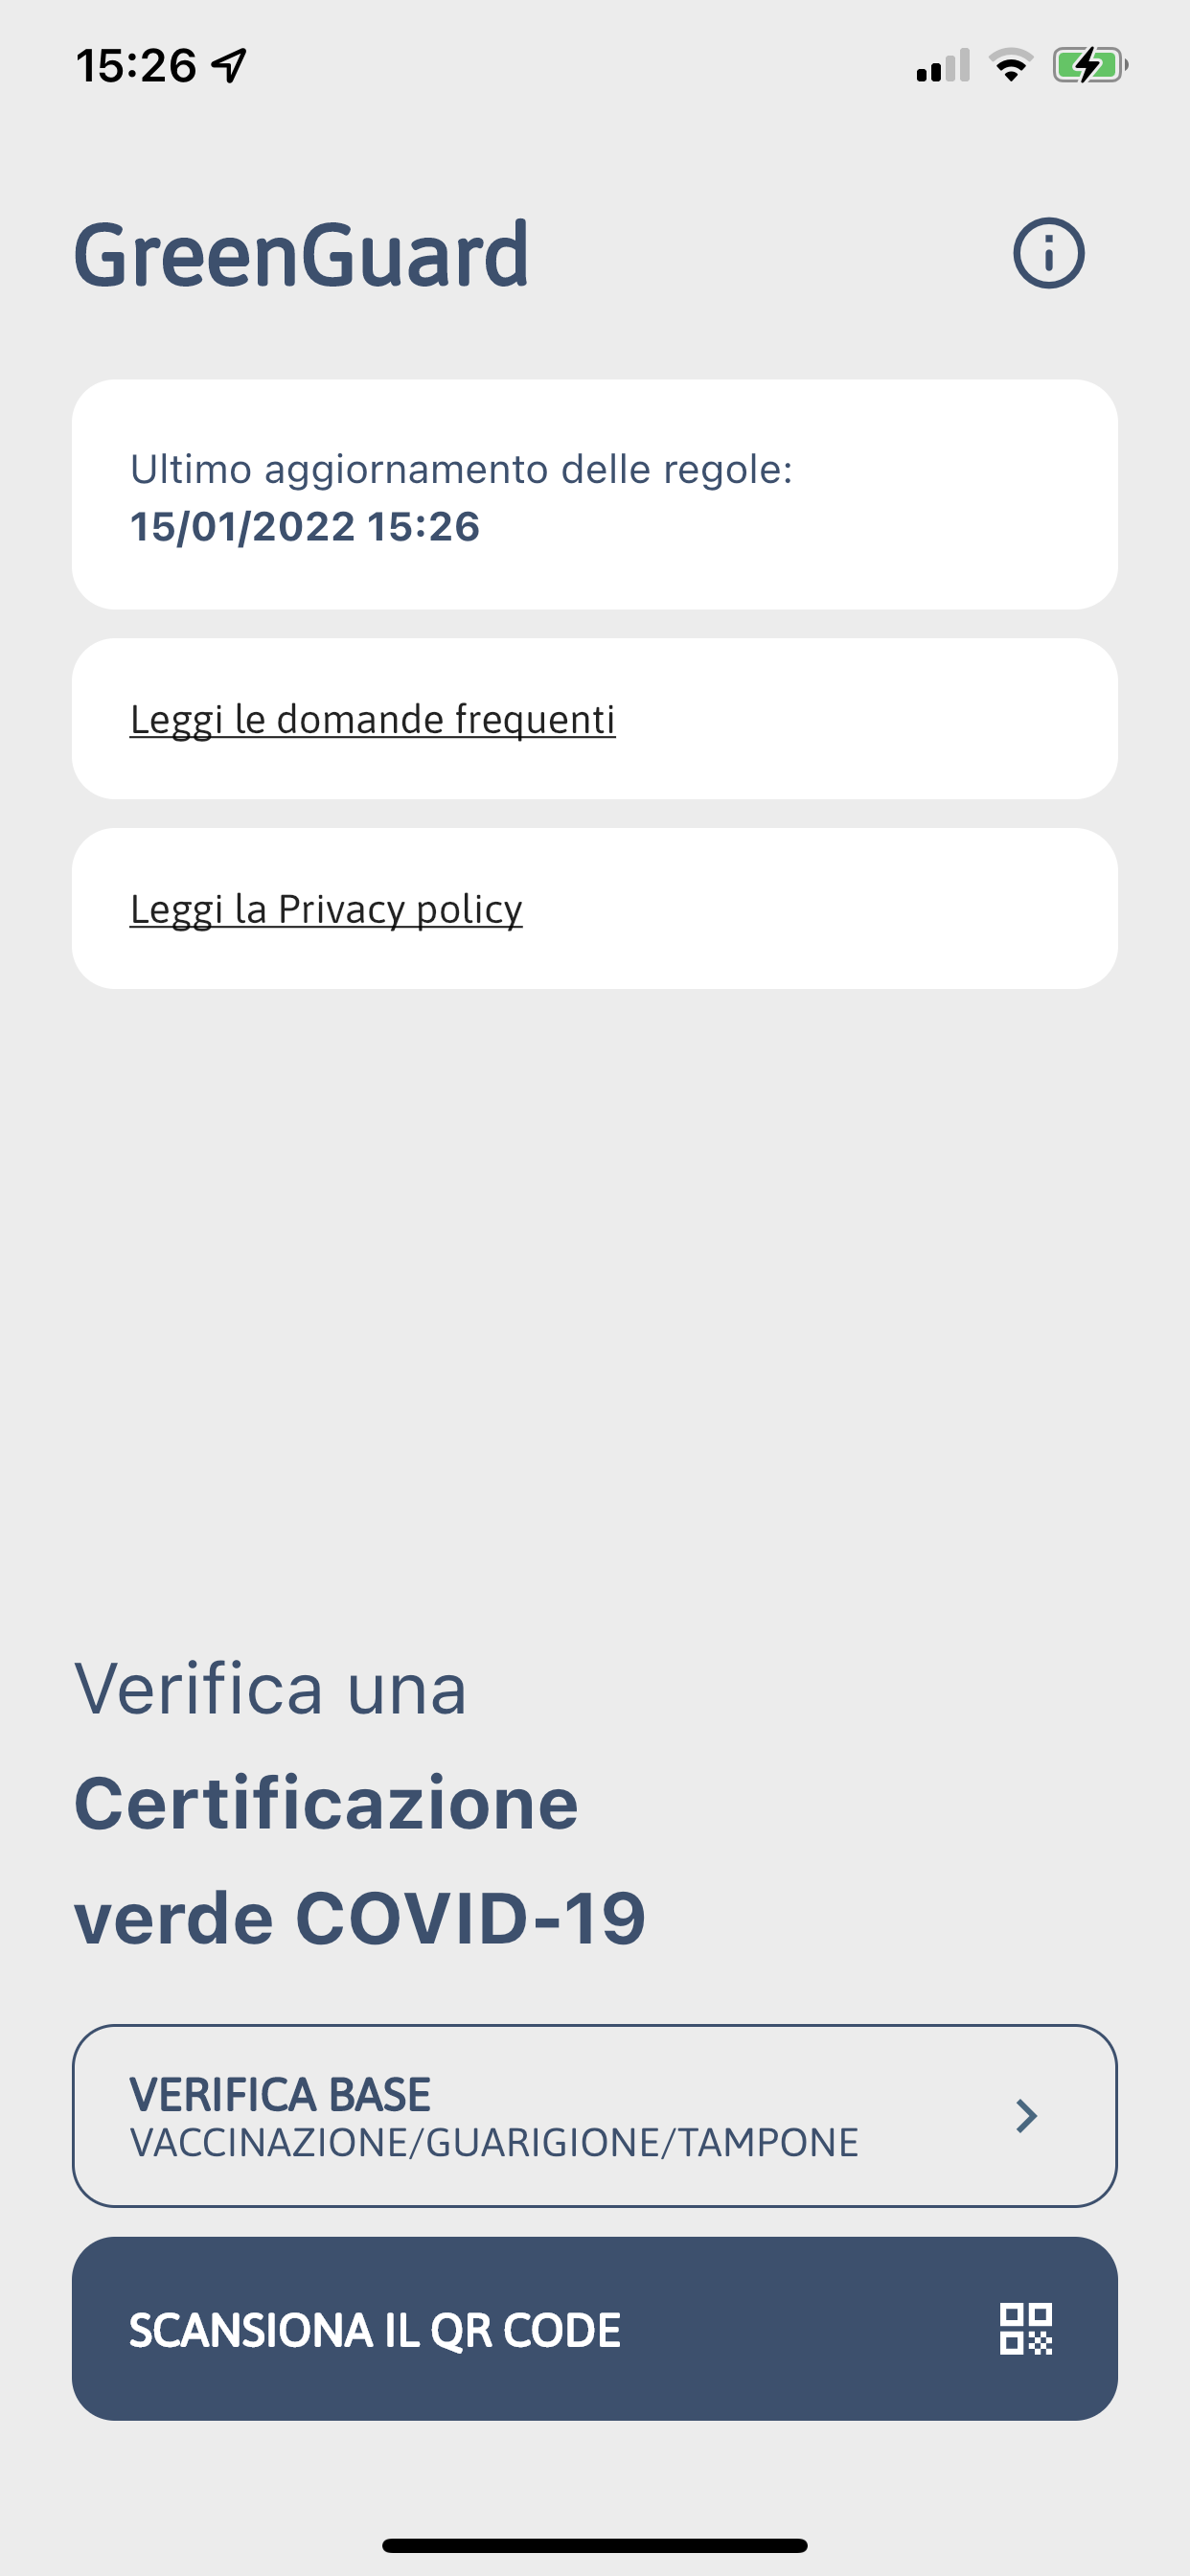 15:26
GreenGuard
Ultimo aggiornamento delle regole:
15/01/2022 15:26
Leggi le domande frequenti
Leggi la Privacy policy
Verifica una
Certificazione
verde COVID-19
VERIFICA BASE
VACCINAZIONE/GUARIGIONE/TAMPONE
SCANSIONA IL QR CODE